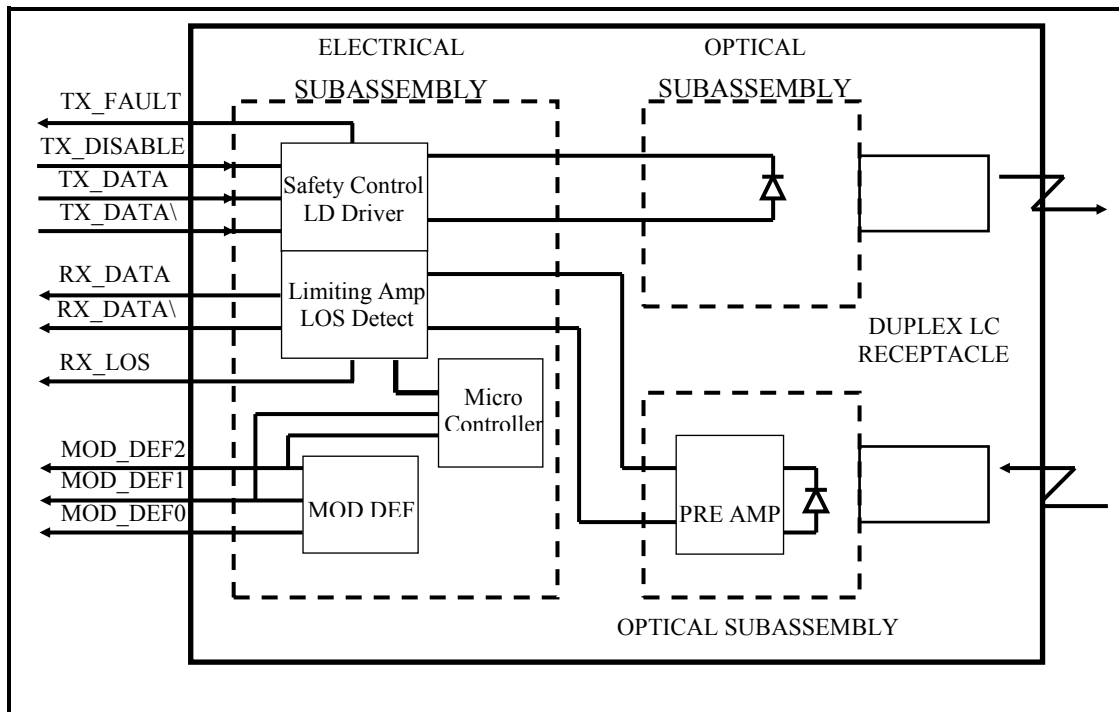 ELECTRICAL
SUBASSEMBLY
OPTICAL
SUBASSEMBLY
TX_FAULT
TX_DISABLE
TX_DATA
TX_DATA\
RX_DATA
RX_DATA\
RX_LOS
MOD_DEF2
MOD_DEF1
MOD_DEF0
Safety Control
LD Driver
Limiting Amp
LOS Detect
Micro
Controller
MOD DEF
PRE AMP
DUPLEX LC
RECEPTACLE
OPTICAL SUBASSEMBLY